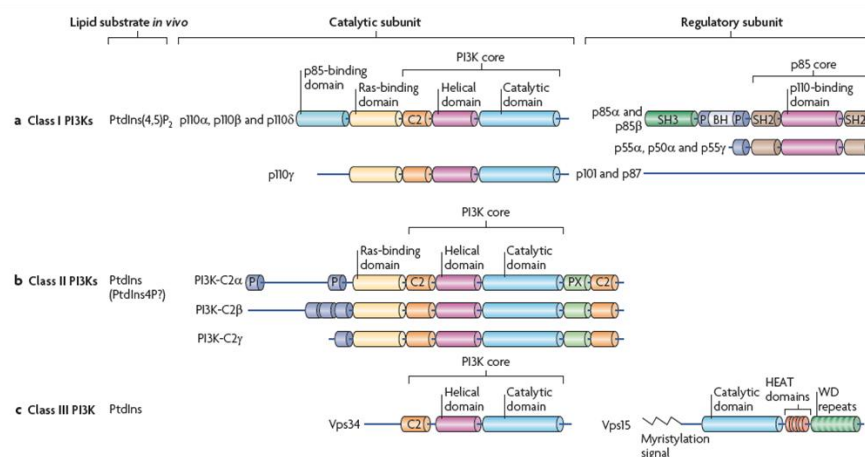 Lipid substrate in vivo
Catalytic subunit
Regulatory subunit
PI3K core
p85 core
p85-binding domain
Ras-binding domain
Helical domain
Catalytic domain
p110-binding domain
a Class I PI3Ks PtdIns(4,5)P2 p110α, p110β and p110δ
C2
p85α and p85β
SH3 P BH P SH2 SH2
p55α, p50α and p55γ
p110γ
p101 and p87
PI3K core
Ras-binding domain
Helical domain
Catalytic domain
b Class II PI3Ks PtdIns (PtdIns4P?)
PI3K-C2α P P C2 PX C2
PI3K-C2β
PI3K-C2γ
PI3K core
Helical domain
Catalytic domain
c Class III PI3K PtdIns
Vps34 C2
Catalytic domain
HEAT domains
WD repeats
Vps15
Myristylation signal